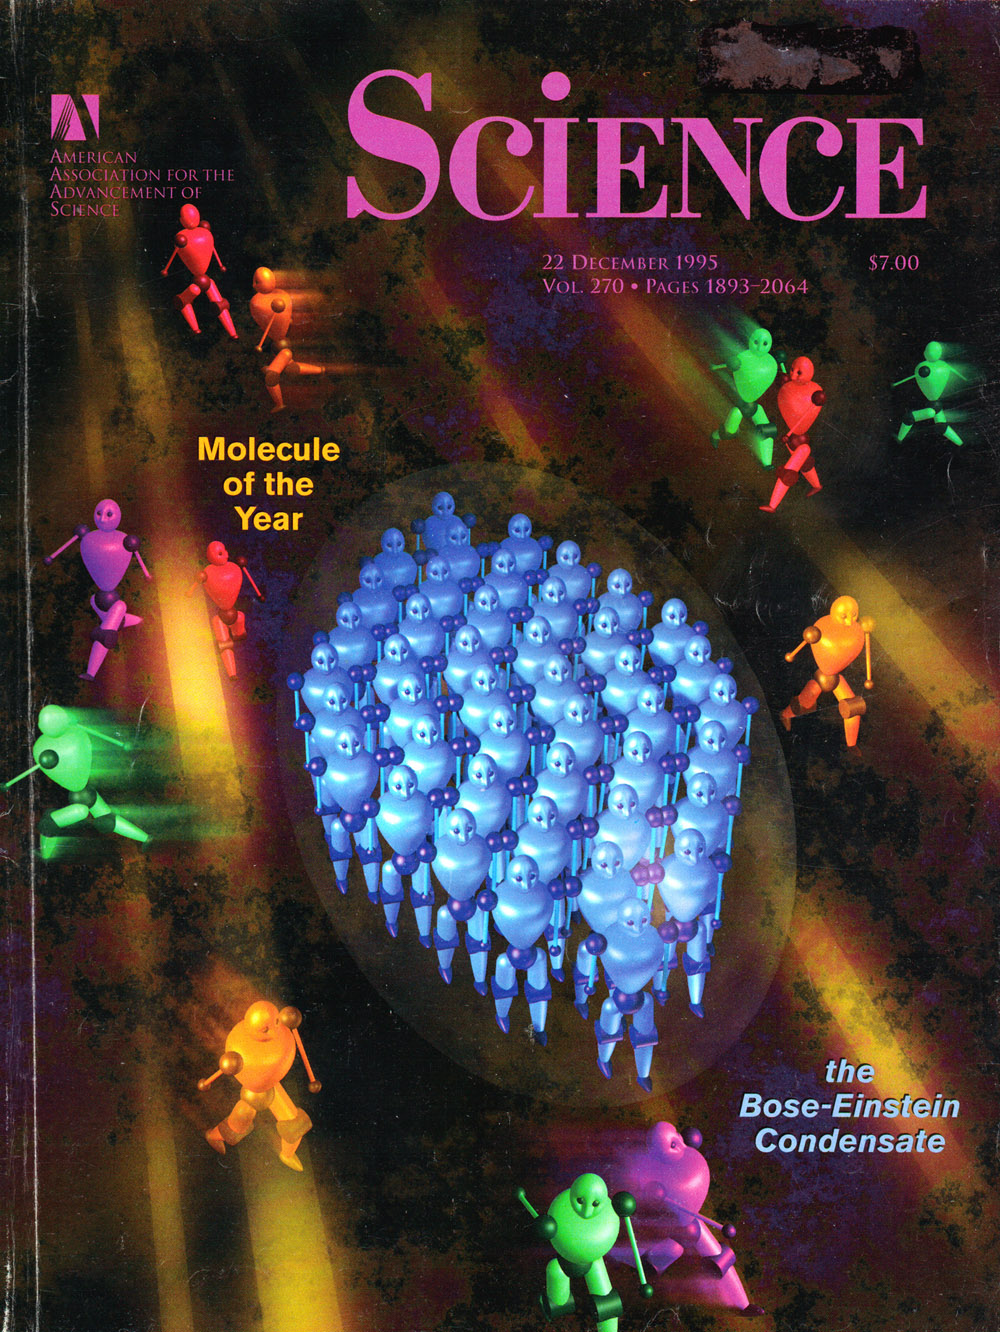 SCiENCE
AMERICAN
ASSOCIATION FOR THE
ADVANCEMENT OF
SCIENCE
22 DECEMBER 1995 $7.00
VOL. 270 • PAGES 1893–2064
Molecule
of the
Year
the
Bose-Einstein
Condensate